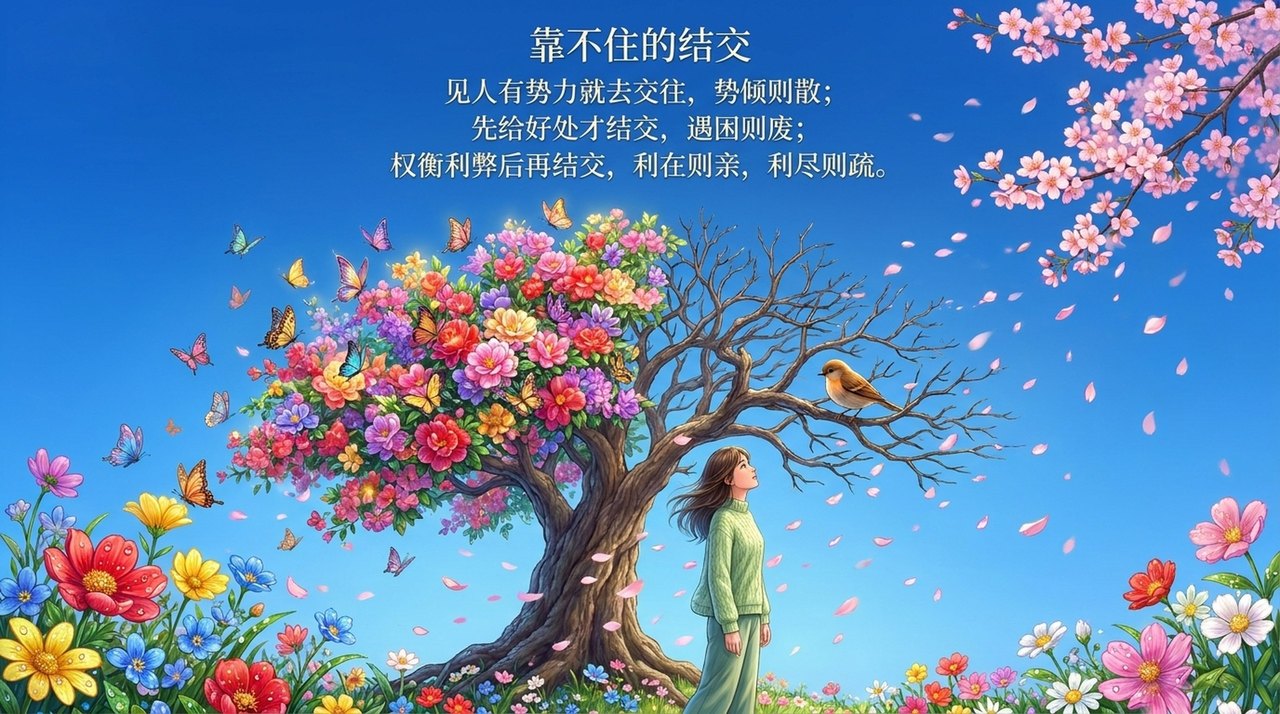 靠不住的结交
见人有势力就去交往，势倾则散；
先给好处才结交，遇困则废；
权衡利弊后再结交，利在则亲，利尽则疏。